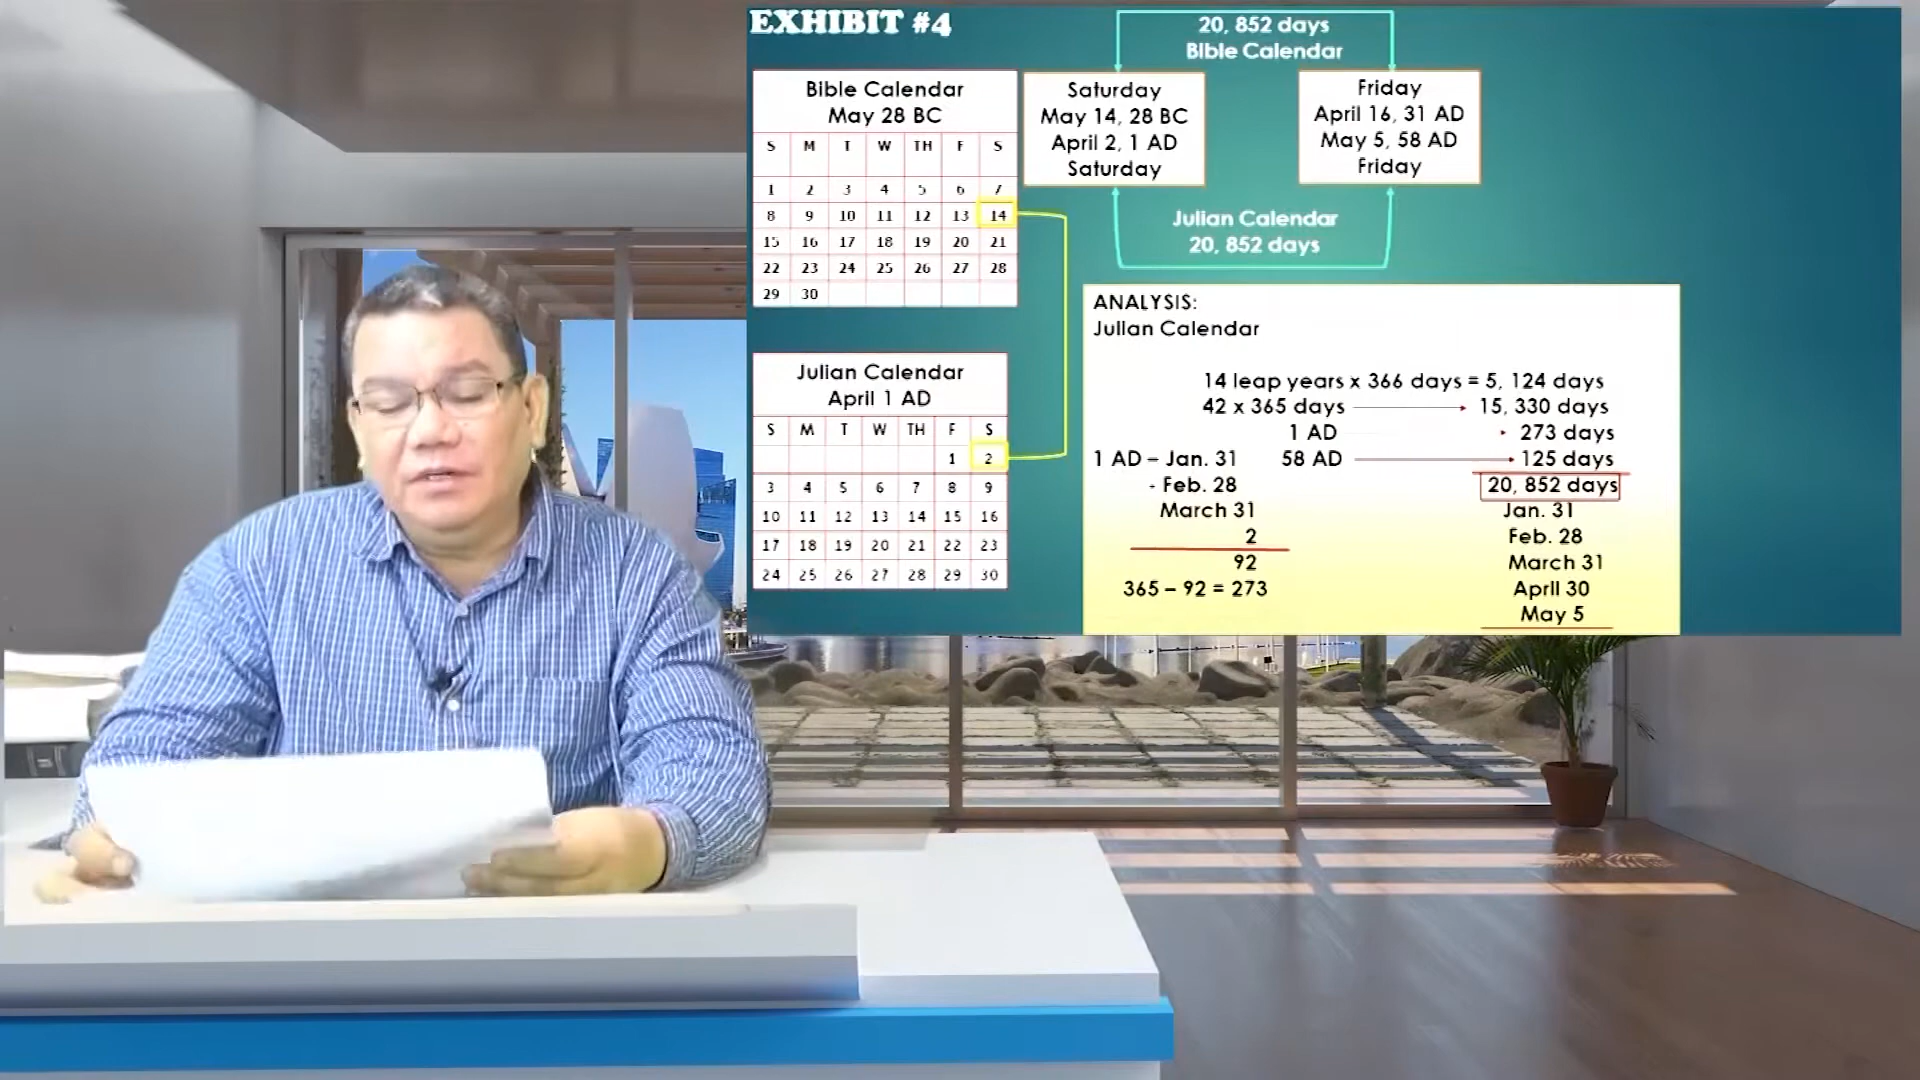 EXHIBIT #4
20, 852 days
Bible Calendar
Bible Calendar
May 28 BC
S M T W TH F S
1 2 3 4 5 6 7
8 9 10 11 12 13 14
15 16 17 18 19 20 21
22 23 24 25 26 27 28
29 30
Saturday
May 14, 28 BC
April 2, 1 AD
Saturday
Friday
April 16, 31 AD
May 5, 58 AD
Friday
Julian Calendar
20, 852 days
Julian Calendar
April 1 AD
S M T W TH F S
1 2
3 4 5 6 7 8 9
10 11 12 13 14 15 16
17 18 19 20 21 22 23
24 25 26 27 28 29 30
ANALYSIS:
Julian Calendar
14 leap years x 366 days = 5, 124 days
42 x 365 days 15, 330 days
1 AD 273 days
1 AD – Jan. 31 58 AD 125 days
- Feb. 28 20, 852 days
March 31 Jan. 31
2 Feb. 28
92 March 31
365 – 92 = 273 April 30
May 5